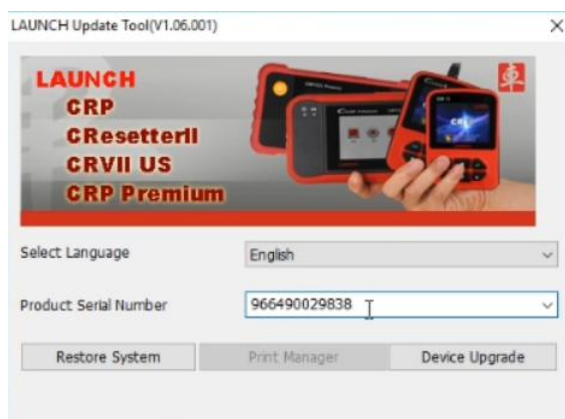 LAUNCH Update Tool(V1.06.001)
LAUNCH
CRP
CResetterII
CRVII US
CRP Premium
Select Language
English
Product Serial Number
966490029838
Restore System
Print Manager
Device Upgrade